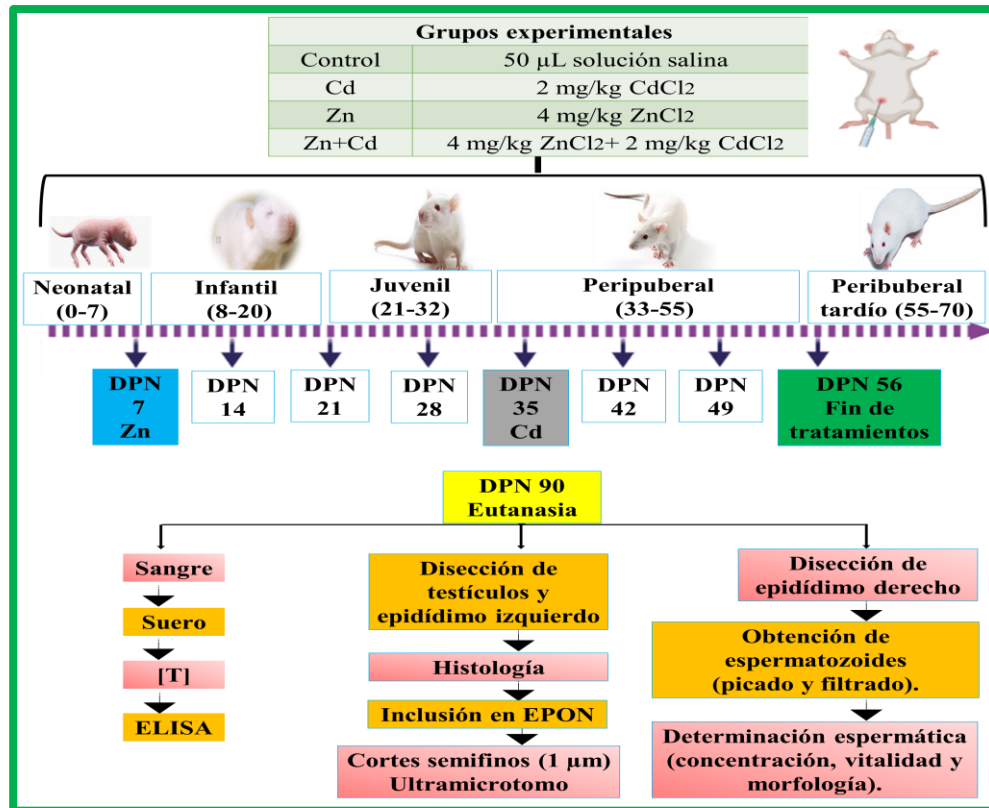 Grupos experimentales
Control 50 µL solución salina
Cd 2 mg/kg CdCl2
Zn 4 mg/kg ZnCl2
Zn+Cd 4 mg/kg ZnCl2+ 2 mg/kg CdCl2
Neonatal
(0-7)
Infantil
(8-20)
Juvenil
(21-32)
Peripuberal
(33-55)
Peribuberal
tardío (55-70)
DPN
7
Zn
DPN
14
DPN
21
DPN
28
DPN
35
Cd
DPN
42
DPN
49
DPN 56
Fin de
tratamientos
DPN 90
Eutanasia
Sangre
Suero
[T]
ELISA
Disección de
testículos y
epidídimo izquierdo
Histología
Inclusión en EPON
Cortes semifinos (1 µm)
Ultramicrotomo
Disección de
epidídimo derecho
Obtención de
espermatozoides
(picado y filtrado).
Determinación espermática
(concentración, vitalidad y
morfología).